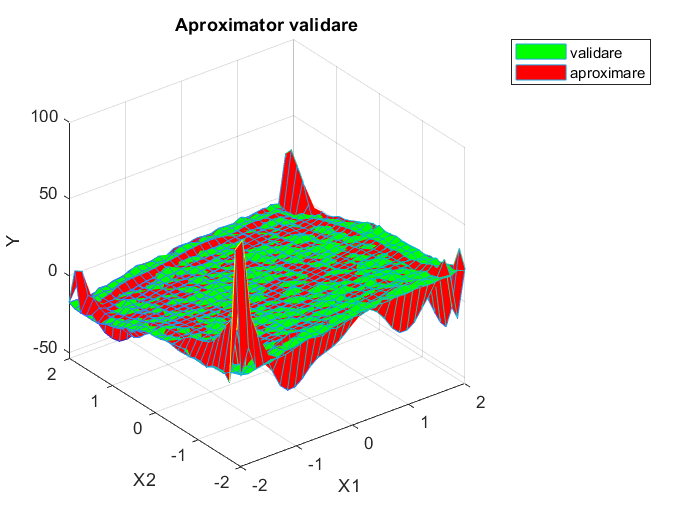 Aproximator validare
validare
aproximare
100
50
0
-50
Y
2
1
0
-1
-2
X2
-2
-1
0
1
2
X1